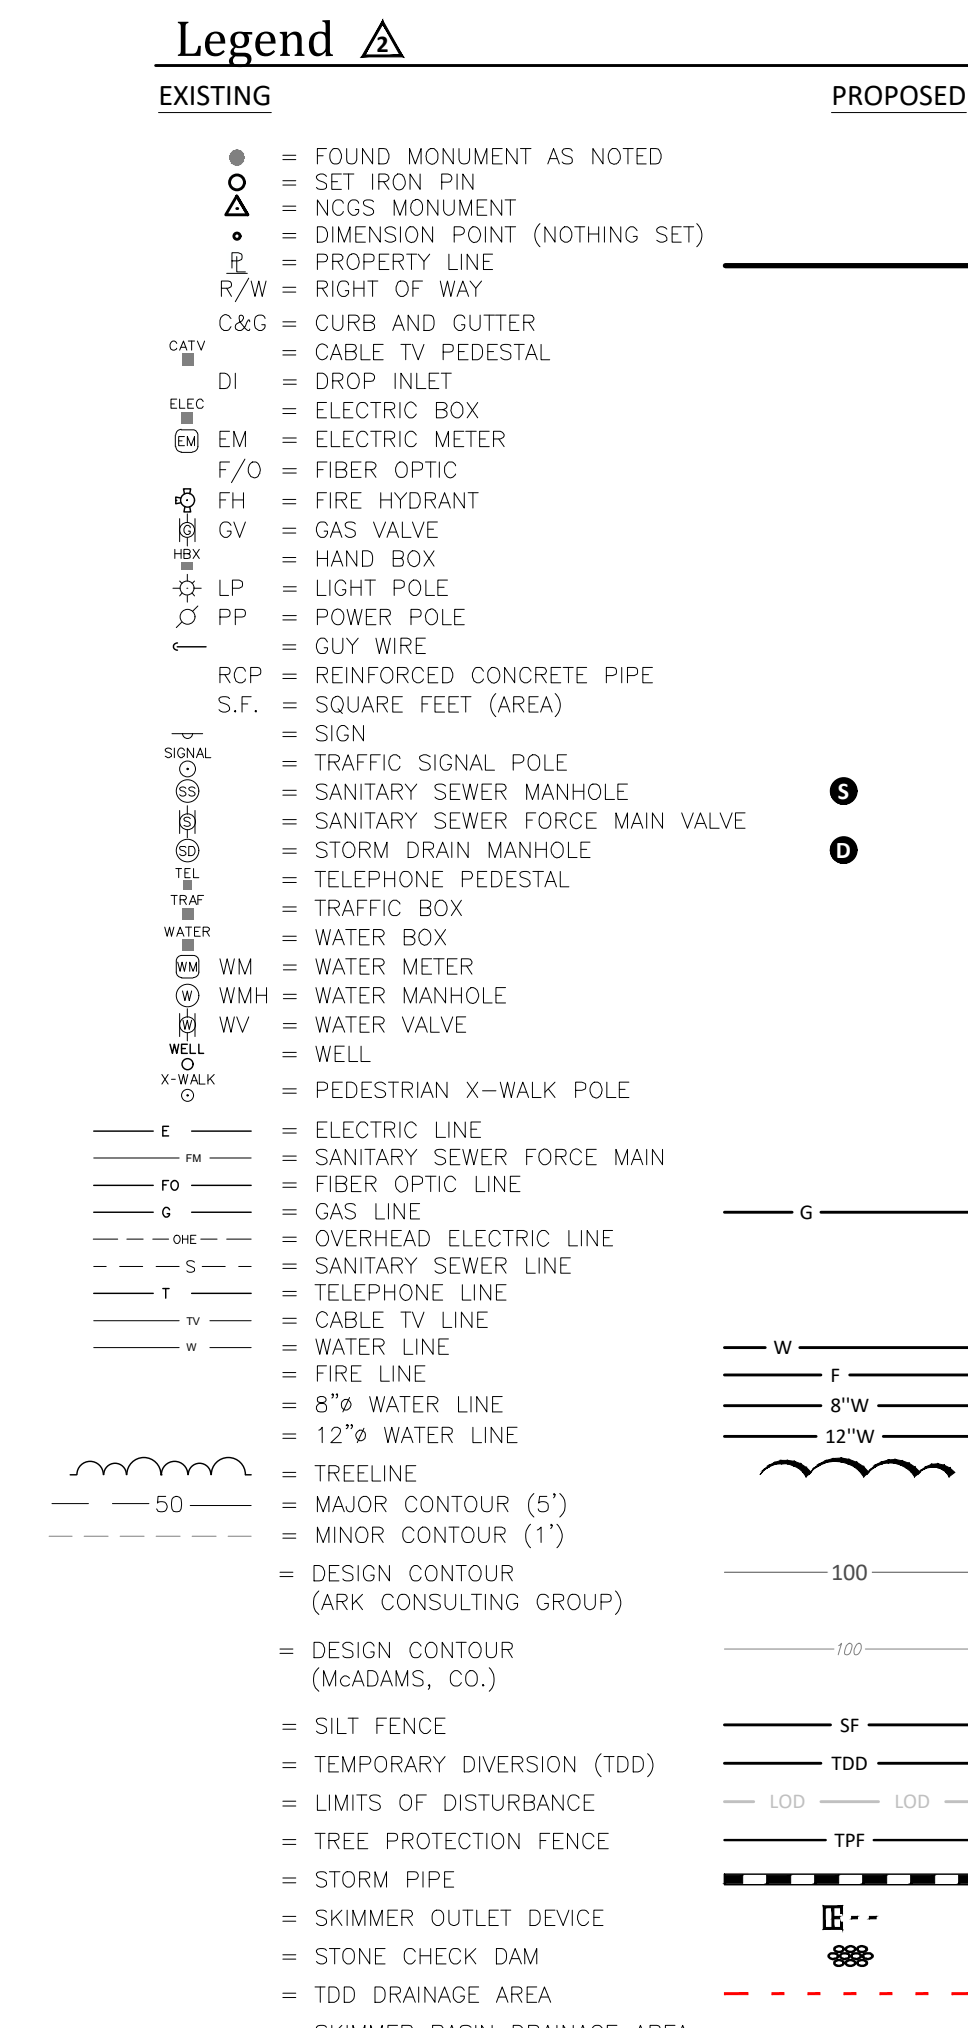 Legend 2
EXISTING PROPOSED
= FOUND MONUMENT AS NOTED
= SET IRON PIN
= NCGS MONUMENT
= DIMENSION POINT (NOTHING SET)
PL = PROPERTY LINE
R/W = RIGHT OF WAY
C&G = CURB AND GUTTER
CATV = CABLE TV PEDESTAL
DI = DROP INLET
ELEC = ELECTRIC BOX
EM EM = ELECTRIC METER
F/O = FIBER OPTIC
FH = FIRE HYDRANT
G GV = GAS VALVE
HBX = HAND BOX
LP = LIGHT POLE
PP = POWER POLE
= GUY WIRE
RCP = REINFORCED CONCRETE PIPE
S.F. = SQUARE FEET (AREA)
= SIGN
SIGNAL = TRAFFIC SIGNAL POLE
SS = SANITARY SEWER MANHOLE S
S = SANITARY SEWER FORCE MAIN VALVE
SD = STORM DRAIN MANHOLE D
TEL = TELEPHONE PEDESTAL
TRAF = TRAFFIC BOX
WATER = WATER BOX
WM WM = WATER METER
W WMH = WATER MANHOLE
W WV = WATER VALVE
WELL = WELL
X-WALK = PEDESTRIAN X-WALK POLE
E = ELECTRIC LINE
FM = SANITARY SEWER FORCE MAIN
FO = FIBER OPTIC LINE
G = GAS LINE G
OHE = OVERHEAD ELECTRIC LINE
S = SANITARY SEWER LINE
T = TELEPHONE LINE
TV = CABLE TV LINE
W = WATER LINE W
= FIRE LINE F
= 8"ø WATER LINE 8"W
= 12"ø WATER LINE 12"W
= TREELINE
50 = MAJOR CONTOUR (5')
= MINOR CONTOUR (1')
= DESIGN CONTOUR 100
(ARK CONSULTING GROUP)
= DESIGN CONTOUR 100
(McADAMS, CO.)
= SILT FENCE SF
= TEMPORARY DIVERSION (TDD) TDD
= LIMITS OF DISTURBANCE LOD LOD
= TREE PROTECTION FENCE TPF
= STORM PIPE
= SKIMMER OUTLET DEVICE E--
= STONE CHECK DAM
= TDD DRAINAGE AREA
SKIMMER BASIN DRAINAGE AREA